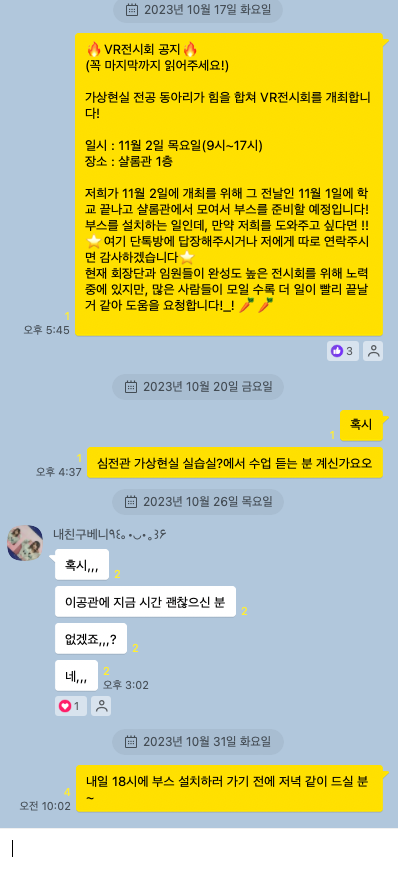 2023년 10월 17일 화요일
🔥VR전시회 공지🔥
(꼭 마지막까지 읽어주세요!)
가상현실 전공 동아리가 힘을 합쳐 VR전시회를 개최합니
다!
일시 : 11월 2일 목요일(9시~17시)
장소 : 샬롬관 1층
저희가 11월 2일에 개최를 위해 그 전날인 11월 1일에 학
교 끝나고 샬롬관에서 모여서 부스를 준비할 예정입니다!
부스를 설치하는 일인데, 만약 저희를 도와주고 싶다면 !!
⭐여기 단톡방에 답장해주시거나 저에게 따로 연락주시
면 감사하겠습니다⭐
현재 회장단과 임원들이 완성도 높은 전시회를 위해 노력
중에 있지만, 많은 사람들이 모일 수록 더 일이 빨리 끝날
거 같아 도움을 요청합니다!_! 🥕🥕
1
오후 5:45
3
2023년 10월 20일 금요일
혹시
1
심전관 가상현실 실습실?에서 수업 듣는 분 계신가요오
1
오후 4:37
2023년 10월 26일 목요일
내친구베니٩꒰｡•◡•｡꒱۶
혹시,,,
2
이공관에 지금 시간 괜찮으신 분
2
없겠죠,,,?
2
네,,,
2
오후 3:02
1
2023년 10월 31일 화요일
내일 18시에 부스 설치하러 가기 전에 저녁 같이 드실 분
~
4
오전 10:02